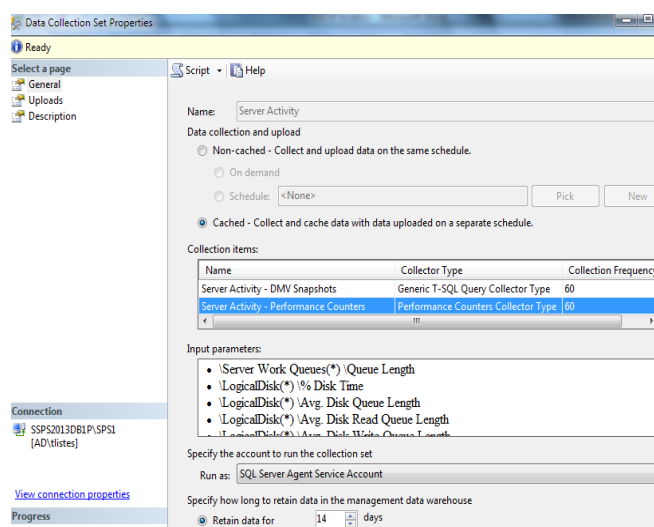 Data Collection Set Properties
Ready
Select a page
General
Uploads
Description
Script
Help
Name:
Server Activity
Data collection and upload
Non-cached - Collect and upload data on the same schedule.
On demand
Schedule:
<None>
Pick
New
Cached - Collect and cache data with data uploaded on a separate schedule.
Collection items:
Name
Collector Type
Collection Frequency
Server Activity - DMV Snapshots
Generic T-SQL Query Collector Type
60
Server Activity - Performance Counters
Performance Counters Collector Type
60
Input parameters:
• \Server Work Queues(*) \Queue Length
• \LogicalDisk(*) \% Disk Time
• \LogicalDisk(*) \Avg. Disk Queue Length
• \LogicalDisk(*) \Avg. Disk Read Queue Length
• \LogicalDisk(*) \Avg. Disk Write Queue Length
Connection
SSPS2013DB1P\SPS1
[AD\tlistes]
View connection properties
Progress
Specify the account to run the collection set
Run as:
SQL Server Agent Service Account
Specify how long to retain data in the management data warehouse
Retain data for
14
days